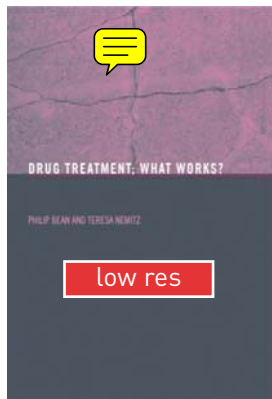 DRUG TREATMENT: WHAT WORKS?
PHILIP BEAN AND TERESA NEMITZ
low res